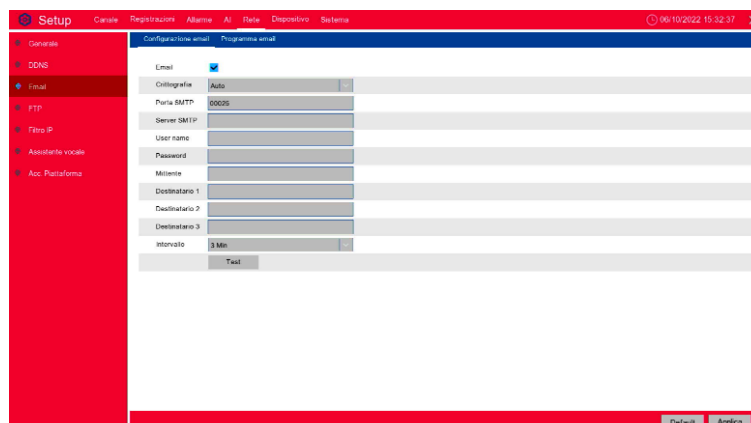 Setup Canale Registrazioni Allarme AI Rete Dispositivo Sistema 06/10/2022 15:32:37
Generale
DDNS
Email
FTP
Filtro IP
Assistente vocale
Acc. Piattaforma
Configurazione email Programma email
Email
Crittografia Auto
Porta SMTP 00025
Server SMTP
User name
Password
Mittente
Destinatario 1
Destinatario 2
Destinatario 3
Intervallo 3 Min
Test
Default Applica